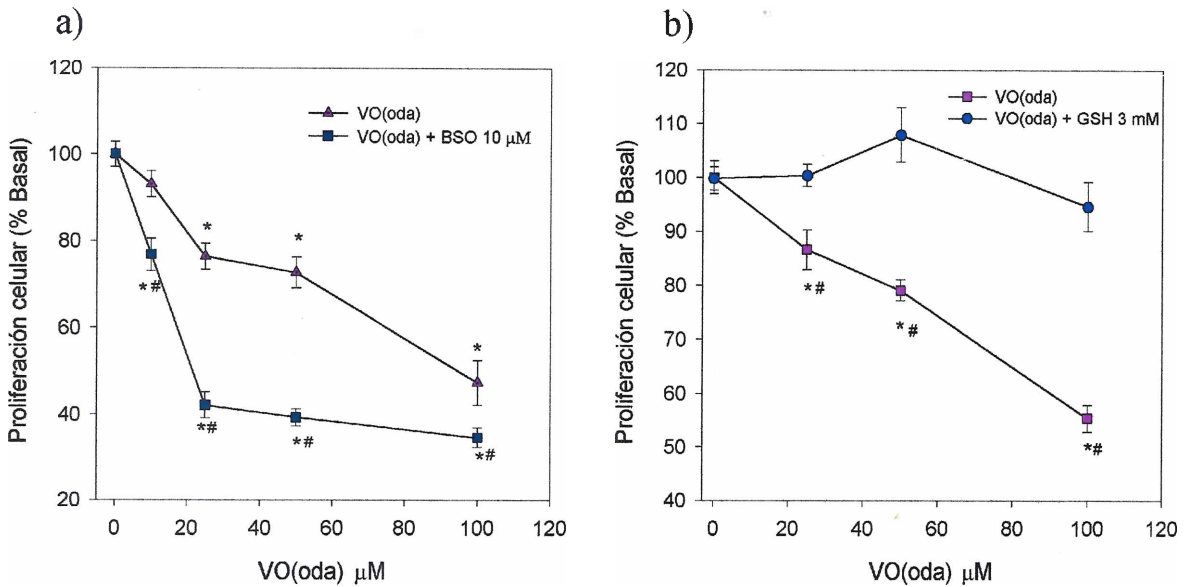 a)
120
100
80
60
40
20
Proliferación celular (% Basal)
VO(oda)
VO(oda) + BSO 10 µM
*
*
*
*#
*#
*#
*#
0 20 40 60 80 100 120
VO(oda) µM
b)
120
110
100
90
80
70
60
50
40
Proliferación celular (% Basal)
VO(oda)
VO(oda) + GSH 3 mM
*#
*#
*#
0 20 40 60 80 100 120
VO(oda) µM